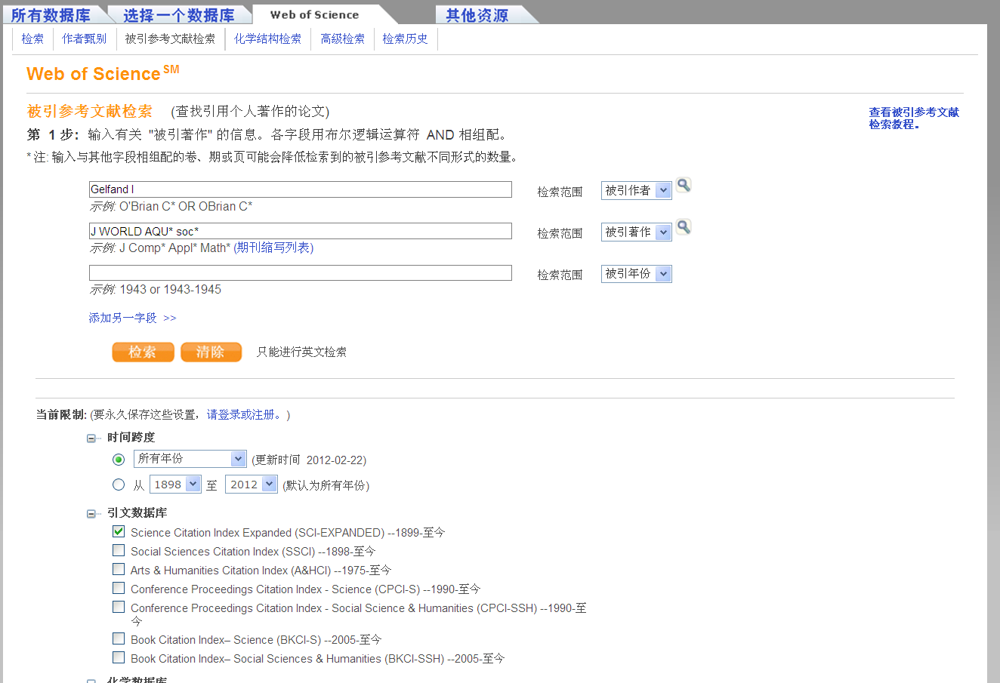 所有数据库 选择一个数据库 Web of Science 其他资源
检索 作者甄别 被引参考文献检索 化学结构检索 高级检索 检索历史
Web of Science SM
被引参考文献检索 (查找引用个人著作的论文)
查看被引参考文献
检索教程。
第 1 步: 输入有关 "被引著作" 的信息。各字段用布尔逻辑运算符 AND 相组配。
*注: 输入与其他字段相组配的卷、期或页可能会降低检索到的被引参考文献不同形式的数量。
Gelfand I 检索范围 被引作者
示例: O'Brian C* OR OBrian C*
J WORLD AQU* soc* 检索范围 被引著作
示例: J Comp* Appl* Math* (期刊缩写列表)
检索范围 被引年份
示例: 1943 or 1943-1945
添加另一字段 >>
检索 清除 只能进行英文检索
当前限制: (要永久保存这些设置，请登录或注册。)
时间跨度
所有年份 (更新时间 2012-02-22)
从 1898 至 2012 (默认为所有年份)
引文数据库
Science Citation Index Expanded (SCI-EXPANDED) --1899-至今
Social Sciences Citation Index (SSCI) --1898-至今
Arts & Humanities Citation Index (A&HCI) --1975-至今
Conference Proceedings Citation Index - Science (CPCI-S) --1990-至今
Conference Proceedings Citation Index - Social Science & Humanities (CPCI-SSH) --1990-至
今
Book Citation Index– Science (BKCI-S) --2005-至今
Book Citation Index– Social Sciences & Humanities (BKCI-SSH) --2005-至今
化学数据库